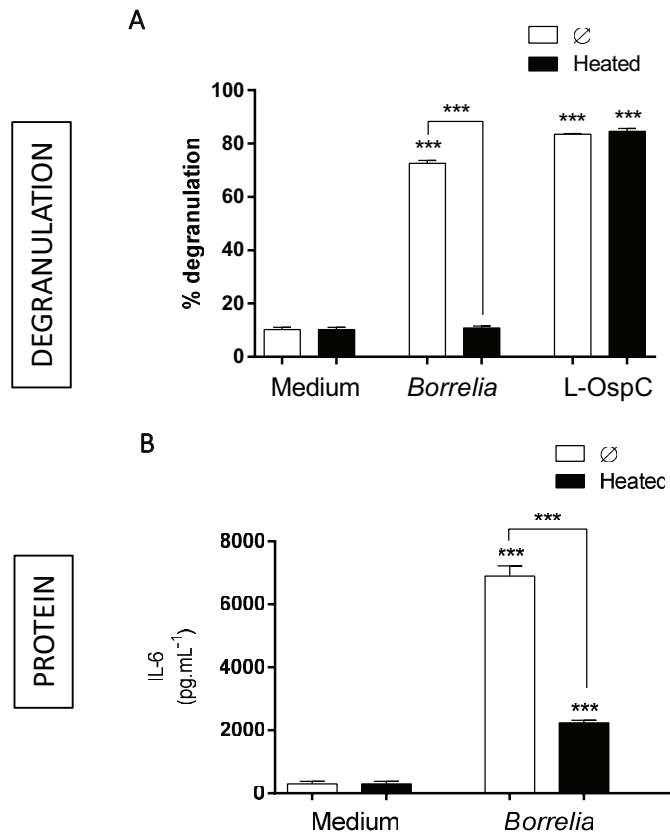 A
∅
Heated
DEGRANULATION
% degranulation
100
80
60
40
20
0
***
***
***
***
Medium
Borrelia
L-OspC
B
∅
Heated
PROTEIN
IL-6
(pg.mL⁻¹)
8000
6000
4000
2000
0
***
***
***
Medium
Borrelia